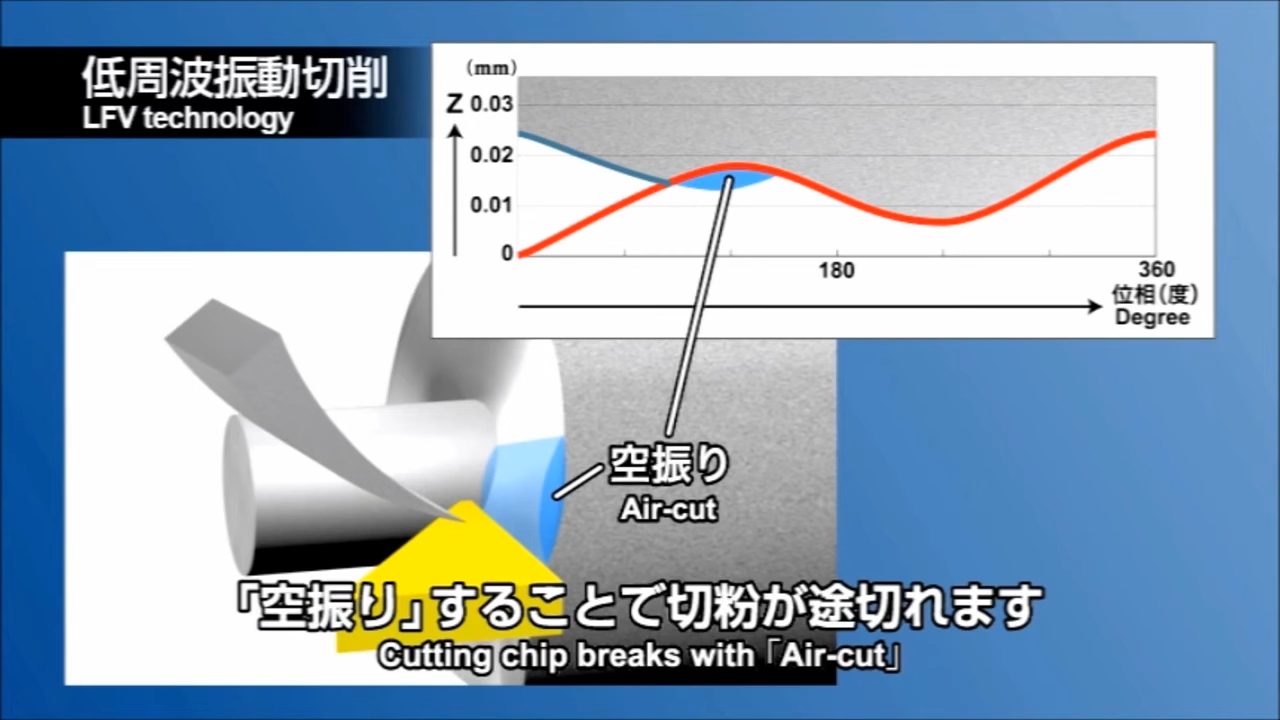 低周波振動切削
LFV technology
(mm)
Z
0.03
0.02
0.01
0
180
360
位相(度)
Degree
空振り
Air-cut
「空振り」することで切粉が途切れます
Cutting chip breaks with「Air-cut」